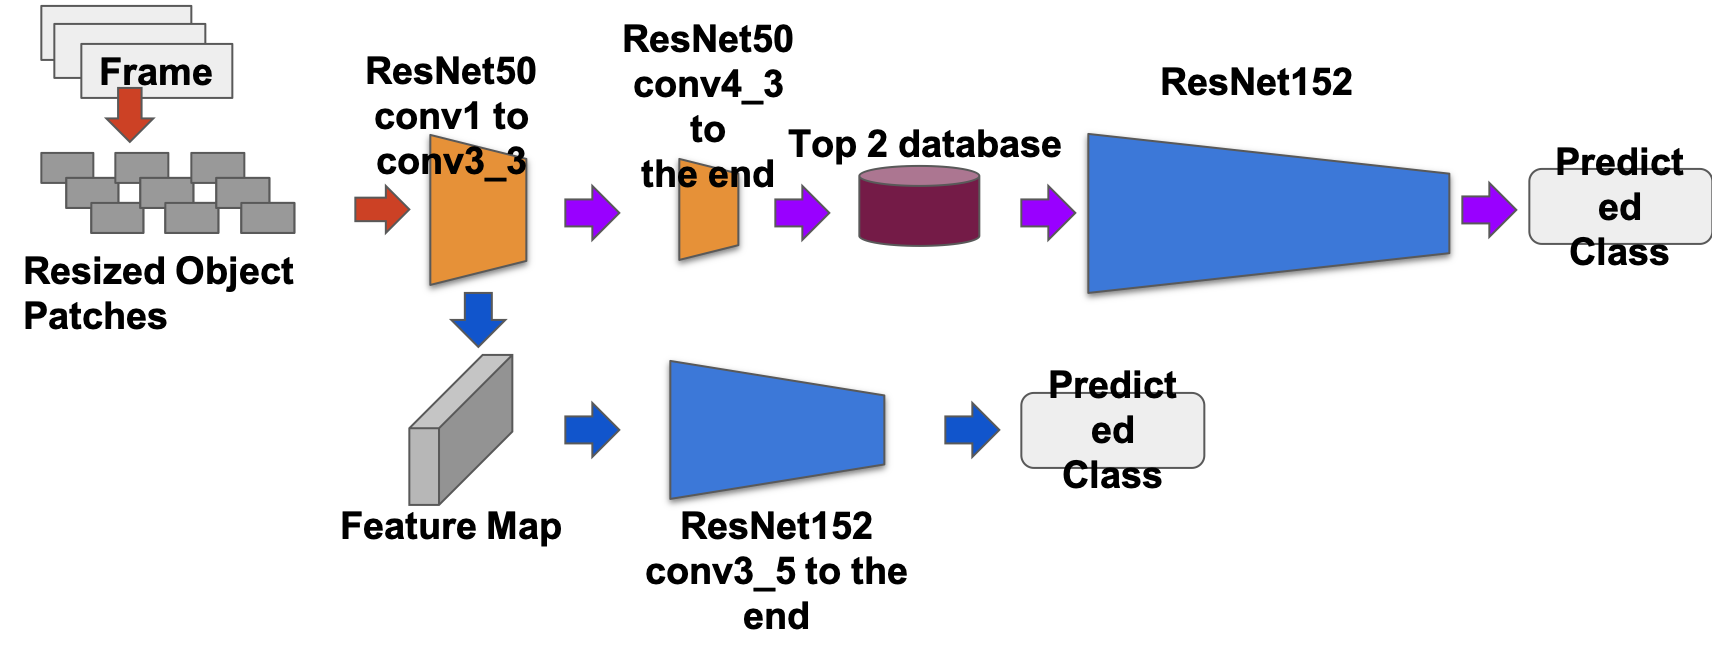 Frame
Resized Object
Patches
ResNet50
conv1 to
conv3_3
ResNet50
conv4_3
to
the end
Top 2 database
ResNet152
Predict
ed
Class
Feature Map
ResNet152
conv3_5 to the
end
Predict
ed
Class